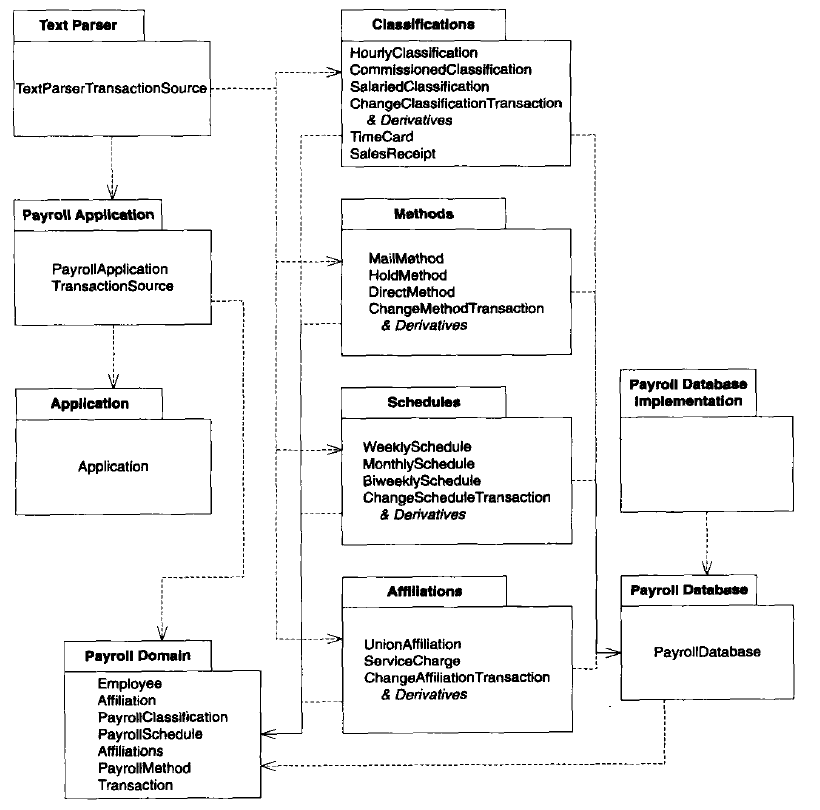 Text Parser
TextParserTransactionSource
Payroll Application
PayrollApplication
TransactionSource
Application
Application
Payroll Domain
Employee
Affiliation
PayrollClassification
PayrollSchedule
Affiliations
PayrollMethod
Transaction
Classifications
HourlyClassification
CommissionedClassification
SalariedClassification
ChangeClassificationTransaction
& Derivatives
TimeCard
SalesReceipt
Methods
MailMethod
HoldMethod
DirectMethod
ChangeMethodTransaction
& Derivatives
Schedules
WeeklySchedule
MonthlySchedule
BiweeklySchedule
ChangeScheduleTransaction
& Derivatives
Affiliations
UnionAffiliation
ServiceCharge
ChangeAffiliationTransaction
& Derivatives
Payroll Database
Implementation
Payroll Database
PayrollDatabase